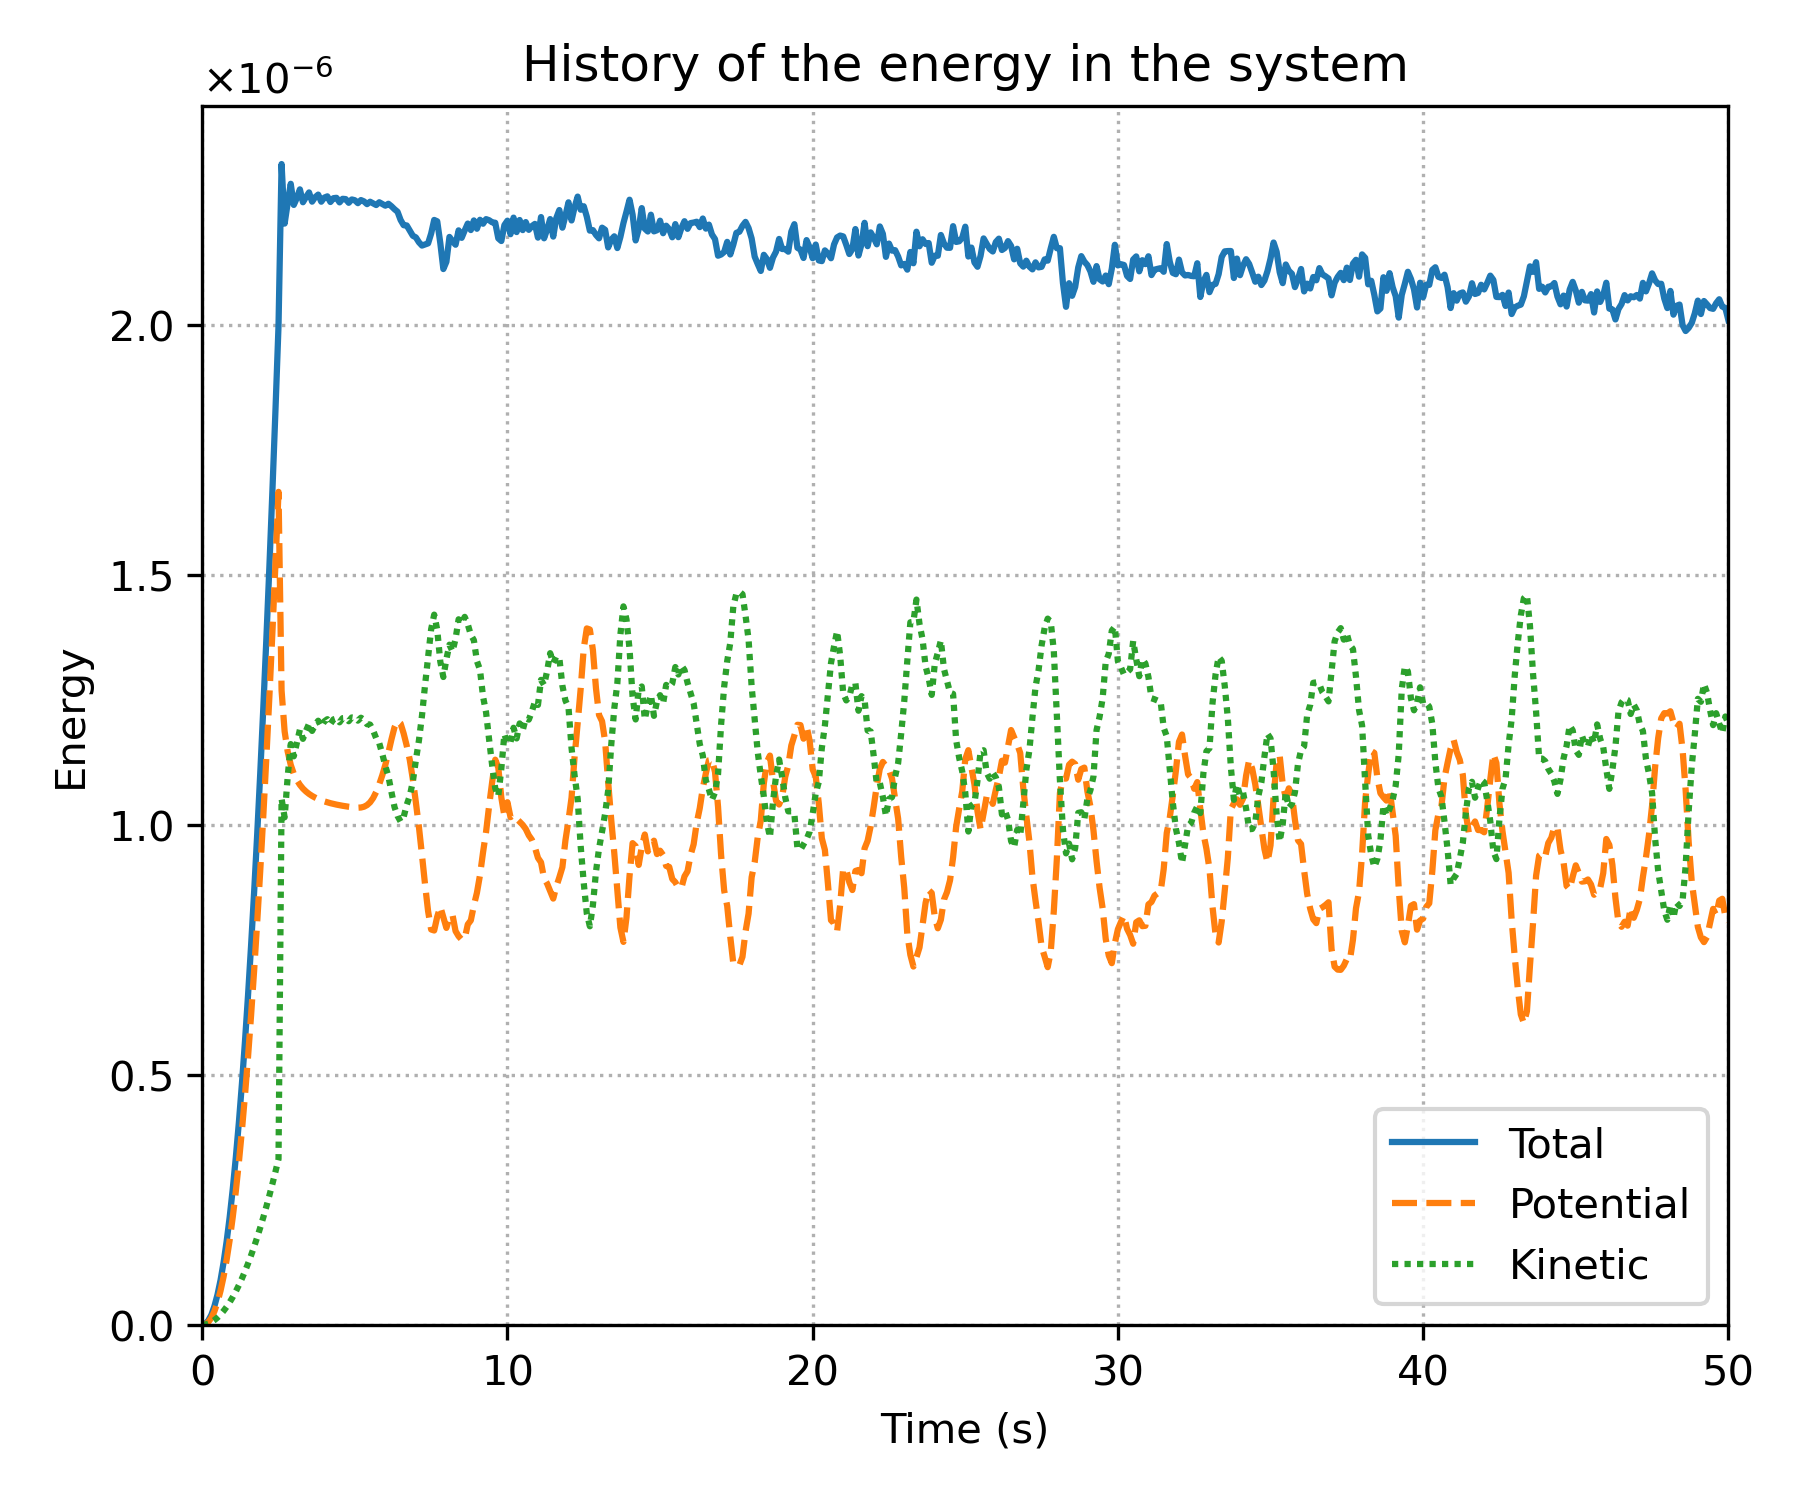 History of the energy in the system
×10⁻⁶
2.0
1.5
1.0
0.5
0.0
Energy
0 10 20 30 40 50
Time (s)
Total
Potential
Kinetic